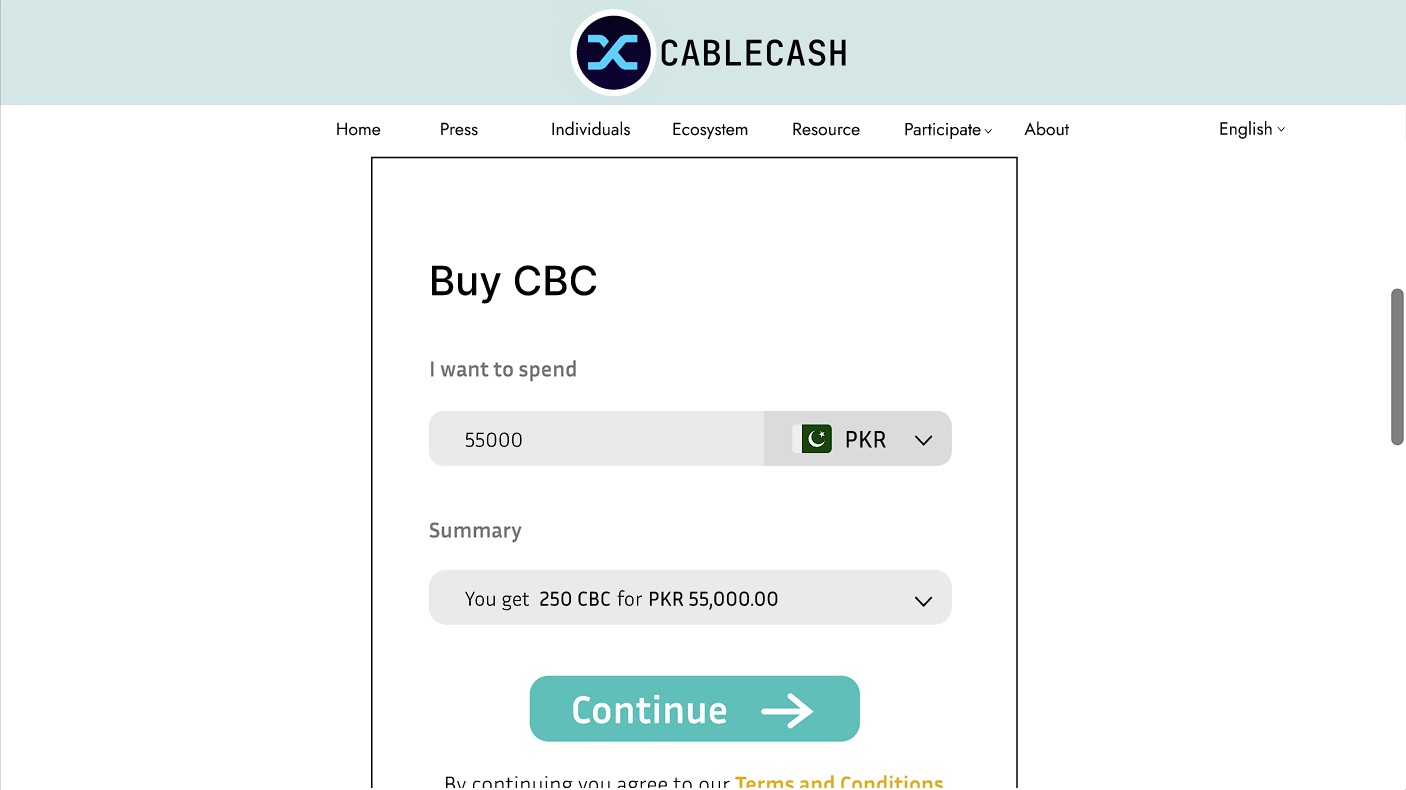 CABLECASH
Home Press Individuals Ecosystem Resource Participate About English
Buy CBC
I want to spend
55000 PKR
Summary
You get 250 CBC for PKR 55,000.00
Continue
By continuing you agree to our Terms and Conditions